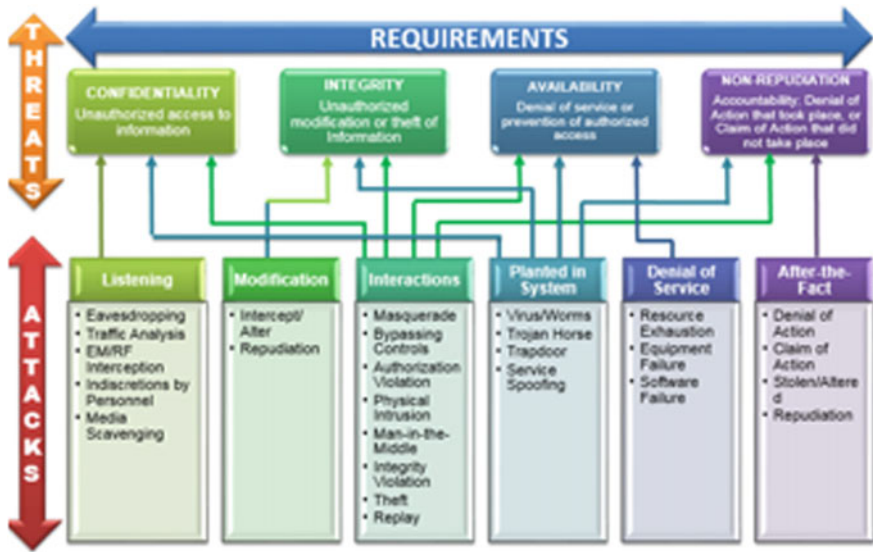 THREATS
REQUIREMENTS
CONFIDENTIALITY
Unauthorized access to
information
INTEGRITY
Unauthorized
modification or theft of
Information
AVAILABILITY
Denial of service or
prevention of authorized
access
NON-REPUDIATION
Accountability: Denial of
Action that took place, or
Claim of Action that did
not take place
ATTACKS
Listening
• Eavesdropping
• Traffic Analysis
• EM/RF
Interception
• Indiscretions by
Personnel
• Media
Scavenging
Modification
• Intercept/
Alter
• Repudiation
Interactions
• Masquerade
• Bypassing
Controls
• Authorization
Violation
• Physical
Intrusion
• Man-in-the-
Middle
• Integrity
Violation
• Theft
• Replay
Planted in
System
• Virus/Worms
• Trojan Horse
• Trapdoor
• Service
Spoofing
Denial of
Service
• Resource
Exhaustion
• Equipment
Failure
• Software
Failure
After-the-
Fact
• Denial of
Action
• Claim of
Action
• Stolen/Altere
d
• Repudiation